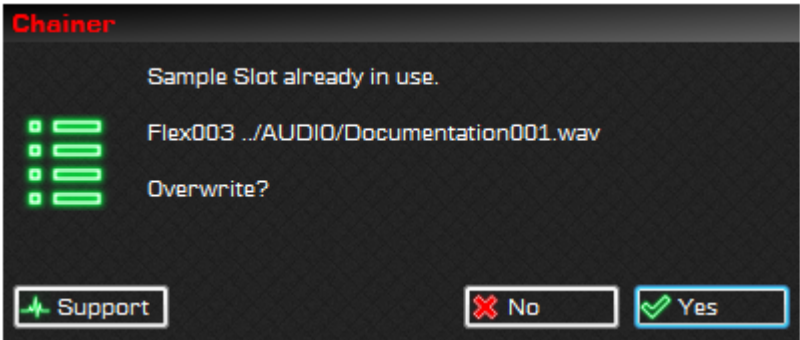 Chainer
Sample Slot already in use.
Flex003 ../AUDIO/Documentation001.wav
Overwrite?
Support
No
Yes